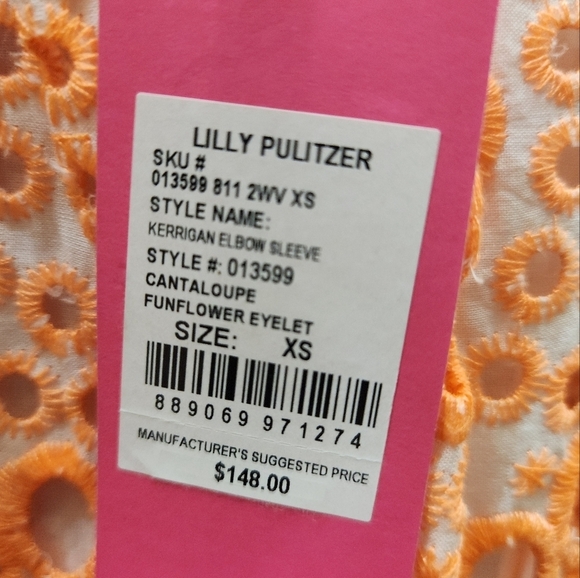 LILLY PULITZER
SKU #
013599 811 2WV XS
STYLE NAME:
KERRIGAN ELBOW SLEEVE
STYLE #: 013599
CANTALOUPE
FUNFLOWER EYELET
SIZE: XS
889069 971274
MANUFACTURER'S SUGGESTED PRICE
$148.00